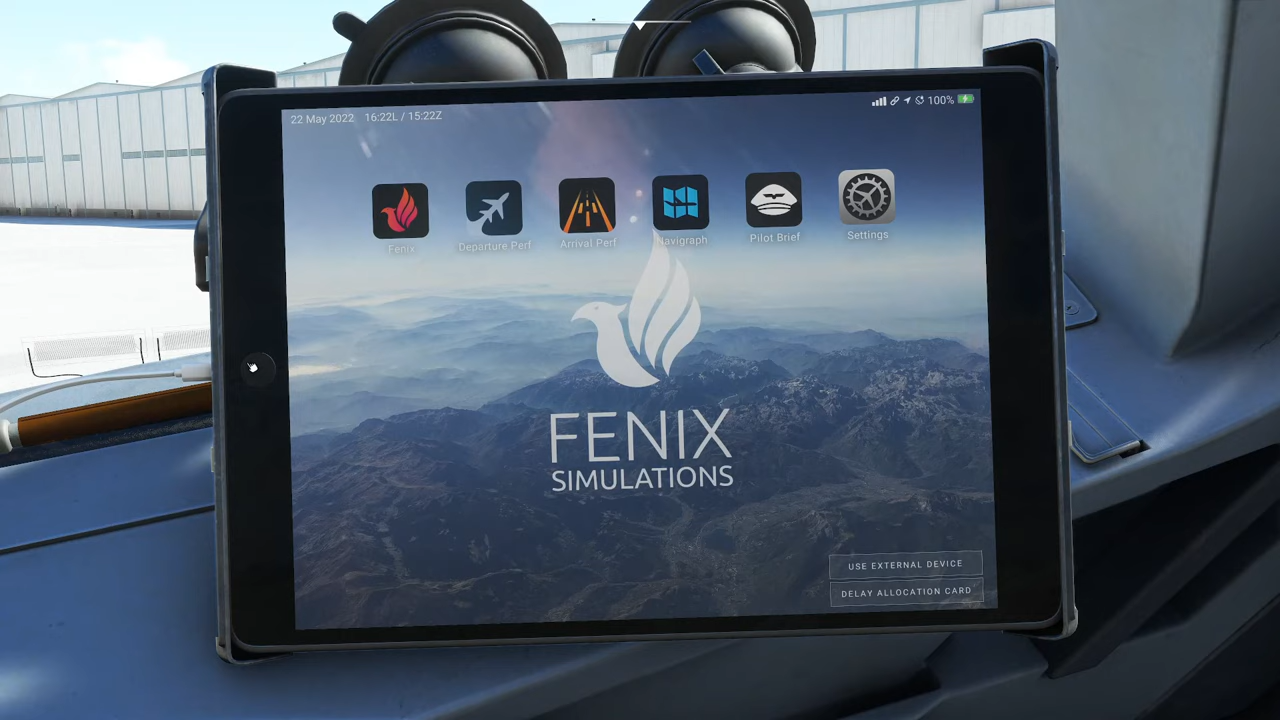 22 May 2022 16:22L / 15:22Z
100%
Fenix
Departure Perf
Arrival Perf
Navigraph
Pilot Brief
Settings
FENIX
SIMULATIONS
USE EXTERNAL DEVICE
DELAY ALLOCATION CARD